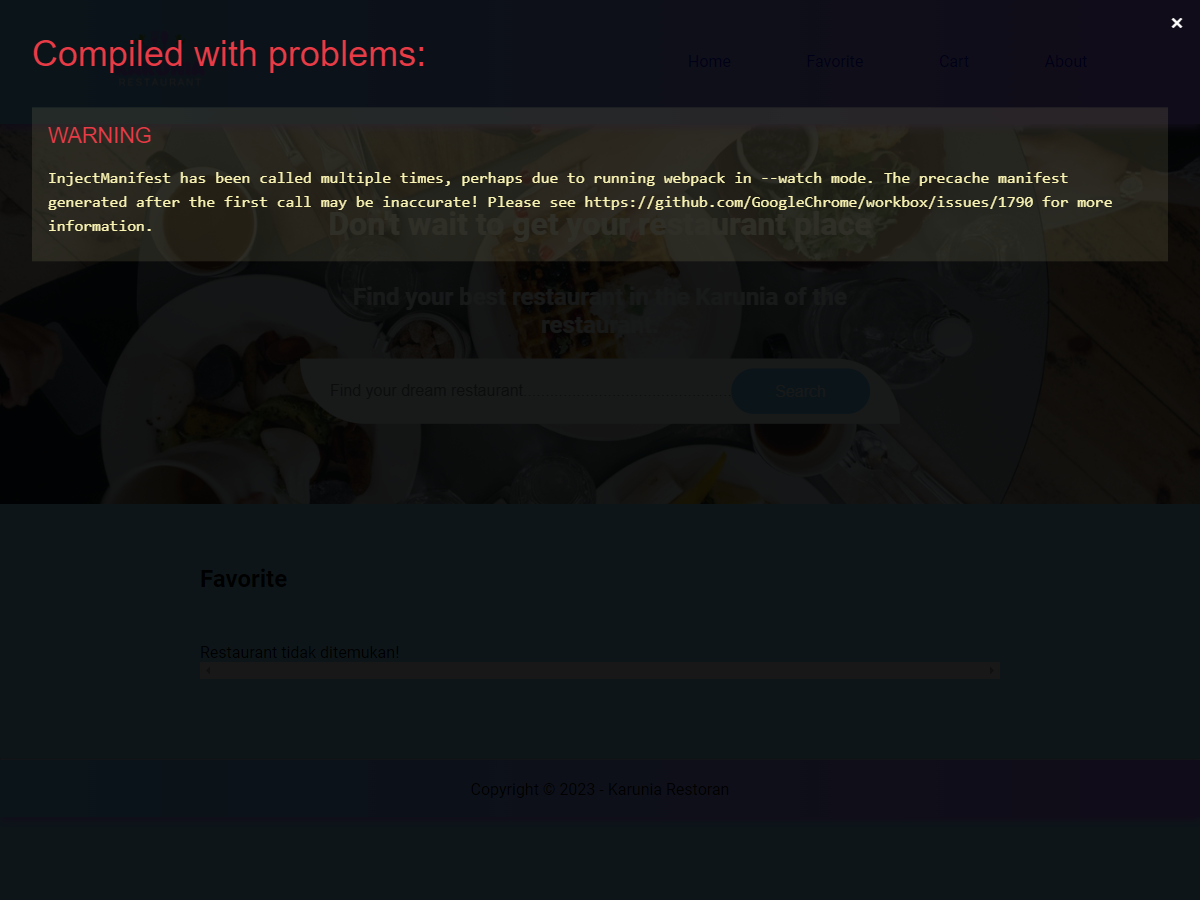 ×
Compiled with problems:
RESTAURANT
Home Favorite Cart About
WARNING
InjectManifest has been called multiple times, perhaps due to running webpack in --watch mode. The precache manifest
generated after the first call may be inaccurate! Please see https://github.com/GoogleChrome/workbox/issues/1790 for more
information.
Don't wait to get your restaurant place
Find your best restaurant in the Karunia of the
restaurant.
Find your dream restaurant... Search
Favorite
Restaurant tidak ditemukan!
Copyright © 2023 - Karunia Restoran